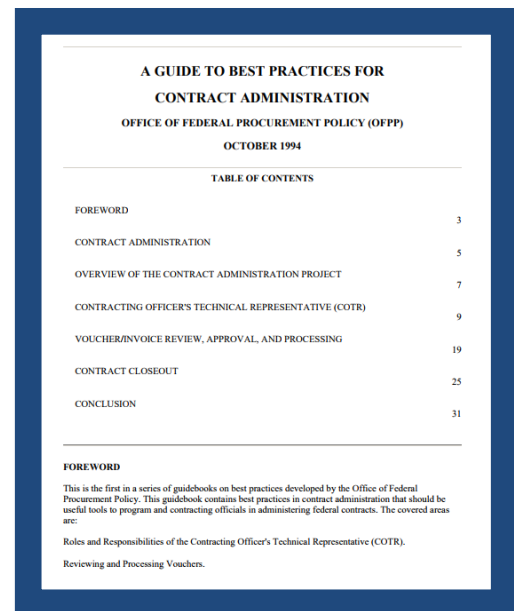 A GUIDE TO BEST PRACTICES FOR
CONTRACT ADMINISTRATION
OFFICE OF FEDERAL PROCUREMENT POLICY (OFPP)
OCTOBER 1994
TABLE OF CONTENTS
FOREWORD
3
CONTRACT ADMINISTRATION
5
OVERVIEW OF THE CONTRACT ADMINISTRATION PROJECT
7
CONTRACTING OFFICER'S TECHNICAL REPRESENTATIVE (COTR)
9
VOUCHER/INVOICE REVIEW, APPROVAL, AND PROCESSING
19
CONTRACT CLOSEOUT
25
CONCLUSION
31
FOREWORD
This is the first in a series of guidebooks on best practices developed by the Office of Federal
Procurement Policy. This guidebook contains best practices in contract administration that should be
useful tools to program and contracting officials in administering federal contracts. The covered areas
are:
Roles and Responsibilities of the Contracting Officer's Technical Representative (COTR).
Reviewing and Processing Vouchers.